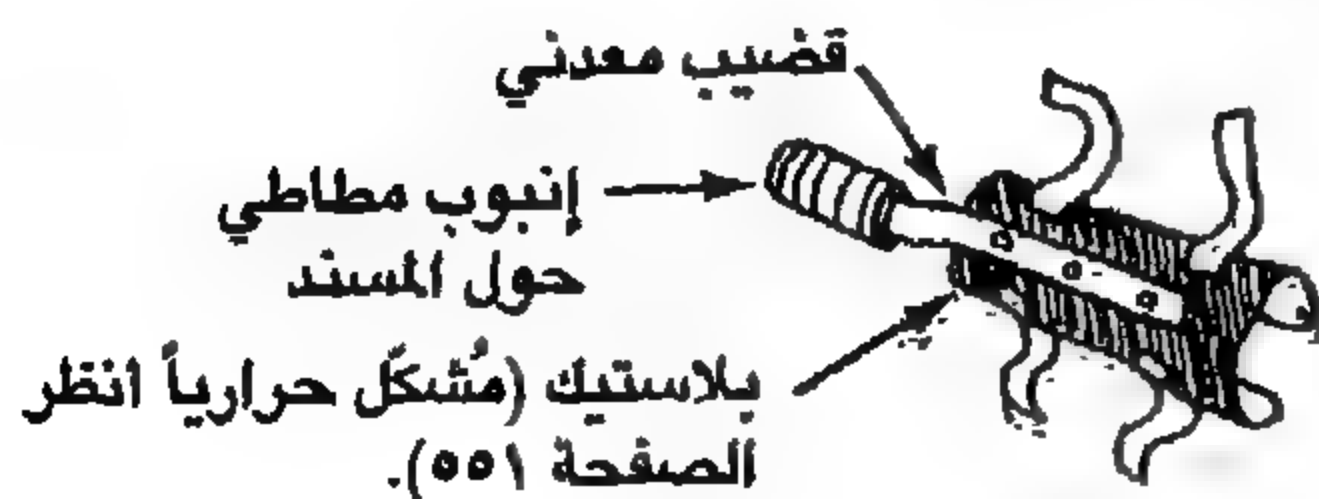 قضيب معدني
إنبوب مطاطي
حول المسند
بلاستيك (مُشكّل حرارياً انظر
الصفحة ٥٥١).